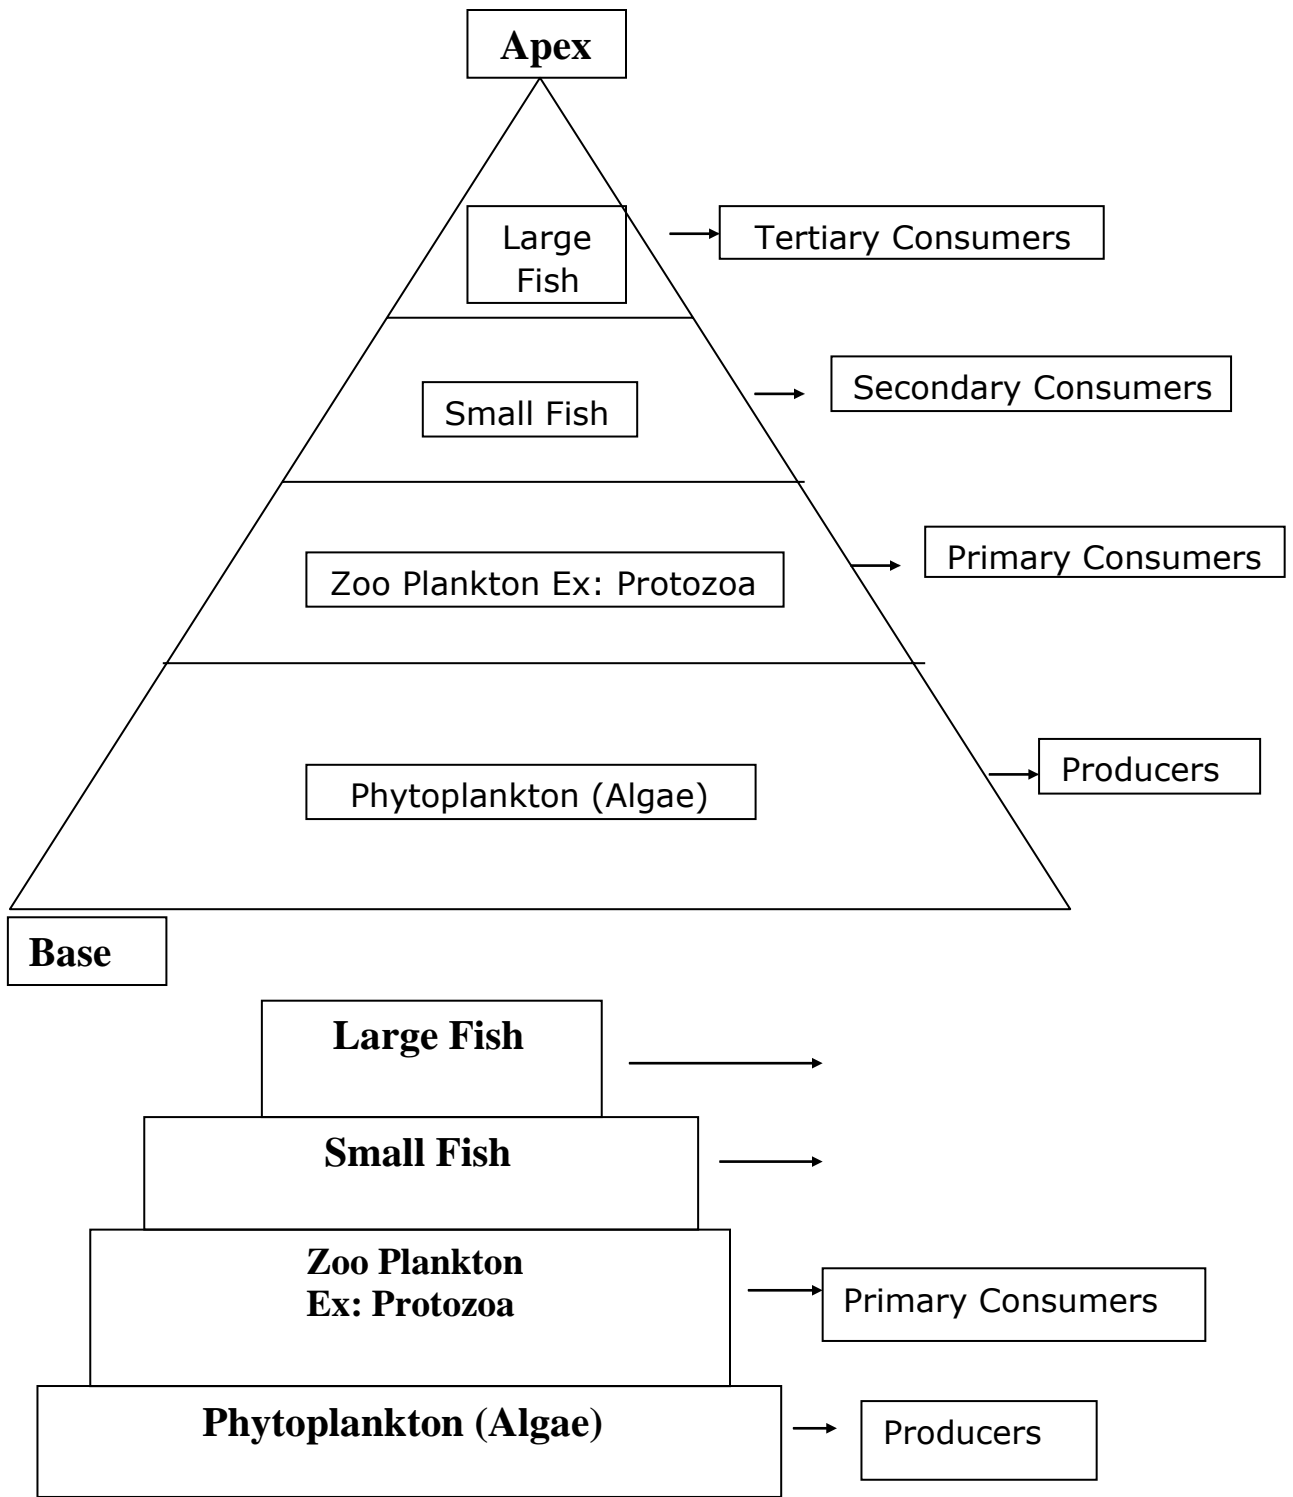 Apex
Large
Fish
Tertiary Consumers
Secondary Consumers
Small Fish
Primary Consumers
Zoo Plankton Ex: Protozoa
Producers
Phytoplankton (Algae)
Base
Large Fish
Small Fish
Zoo Plankton
Ex: Protozoa
Primary Consumers
Phytoplankton (Algae)
Producers